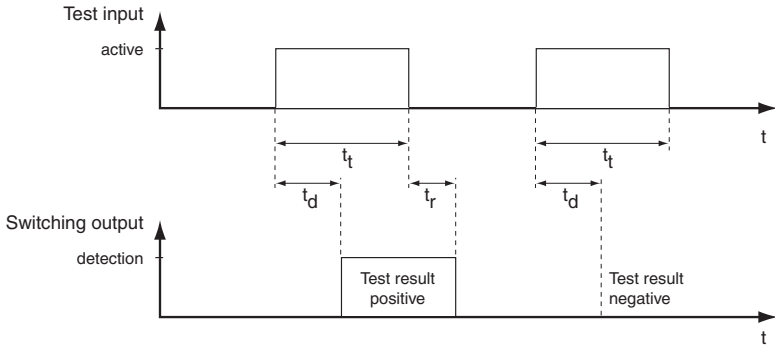 Test input
active
t
tt
tt
td
tr
td
Switching output
detection
Test result
positive
Test result
negative
t